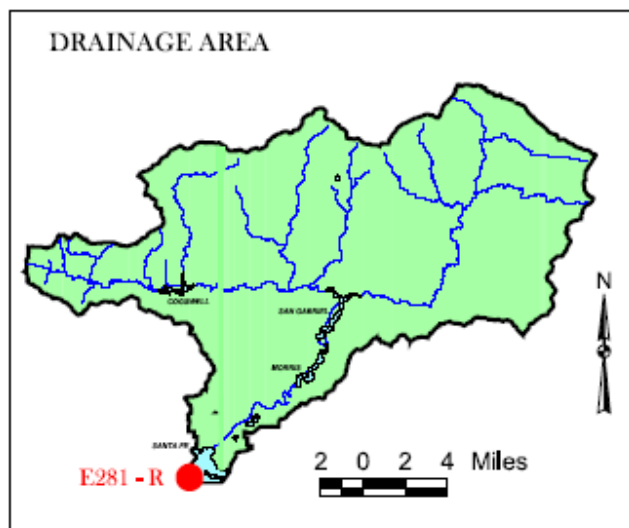 DRAINAGE AREA
COGSWELL
SAN GABRIEL
MORRIS
SANTA FE
E281 - R
N
2 0 2 4 Miles